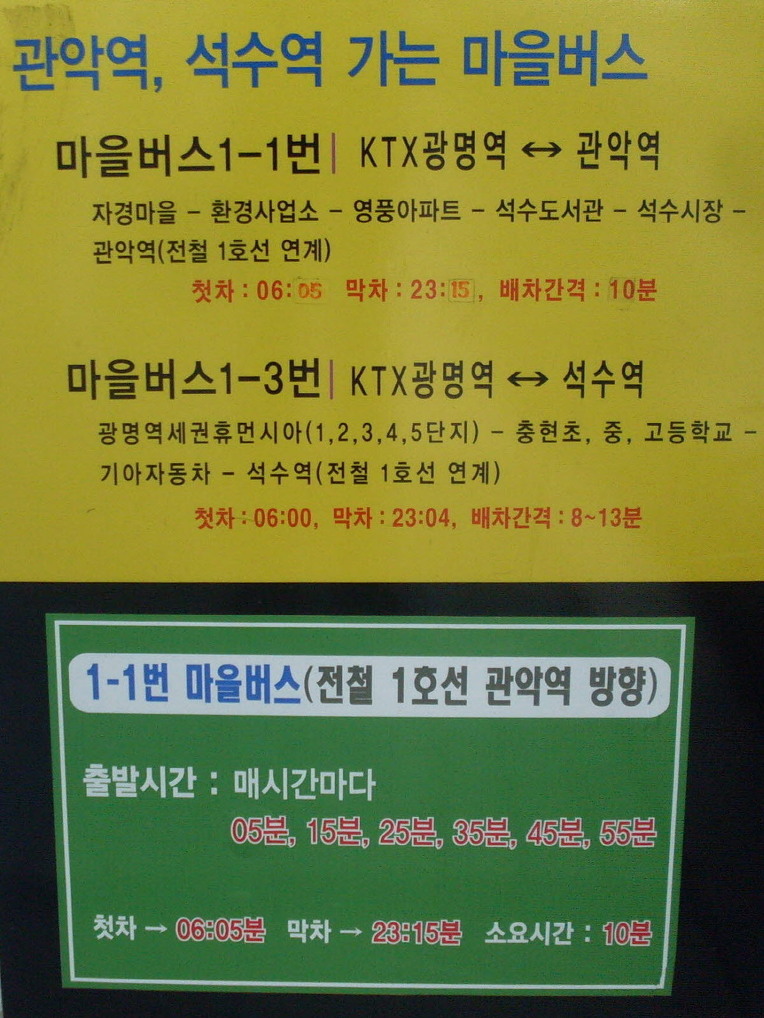 관악역, 석수역 가는 마을버스
마을버스1-1번| KTX광명역 ↔ 관악역
자경마을 - 환경사업소 - 영풍아파트 - 석수도서관 - 석수시장 -
관악역(전철 1호선 연계)
첫차 : 06:05 막차 : 23:15, 배차간격 : 10분
마을버스1-3번| KTX광명역 ↔ 석수역
광명역세권휴먼시아(1,2,3,4,5단지) - 충현초, 중, 고등학교 -
기아자동차 - 석수역(전철 1호선 연계)
첫차 : 06:00, 막차 : 23:04, 배차간격 : 8~13분
1-1번 마을버스(전철 1호선 관악역 방향)
출발시간 : 매시간마다
05분, 15분, 25분, 35분, 45분, 55분
첫차 → 06:05분 막차 → 23:15분 소요시간 : 10분